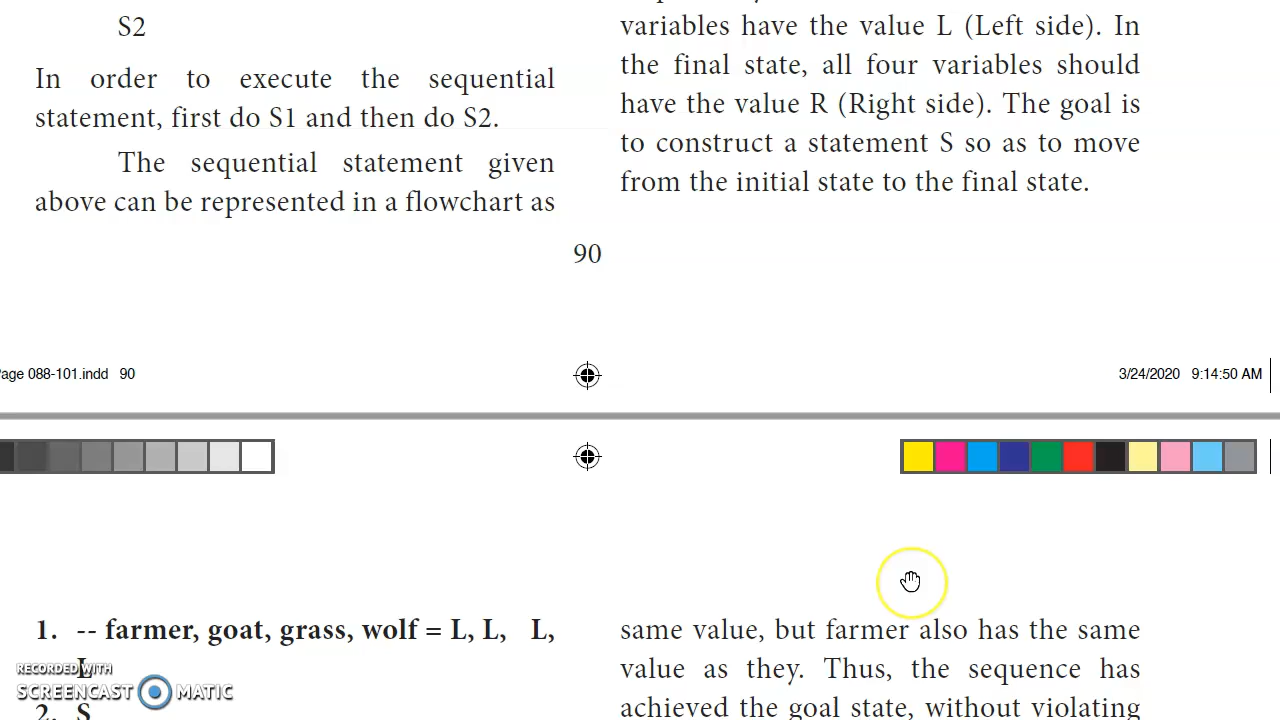 S2
In order to execute the sequential
statement, first do S1 and then do S2.
The sequential statement given
above can be represented in a flowchart as
variables have the value L (Left side). In
the final state, all four variables should
have the value R (Right side). The goal is
to construct a statement S so as to move
from the initial state to the final state.
90
age 088-101.indd 90
3/24/2020 9:14:50 AM
1. -- farmer, goat, grass, wolf = L, L, L,
L
2. S
same value, but farmer also has the same
value as they. Thus, the sequence has
achieved the goal state, without violating
RECORDED WITH
SCREENCAST MATIC